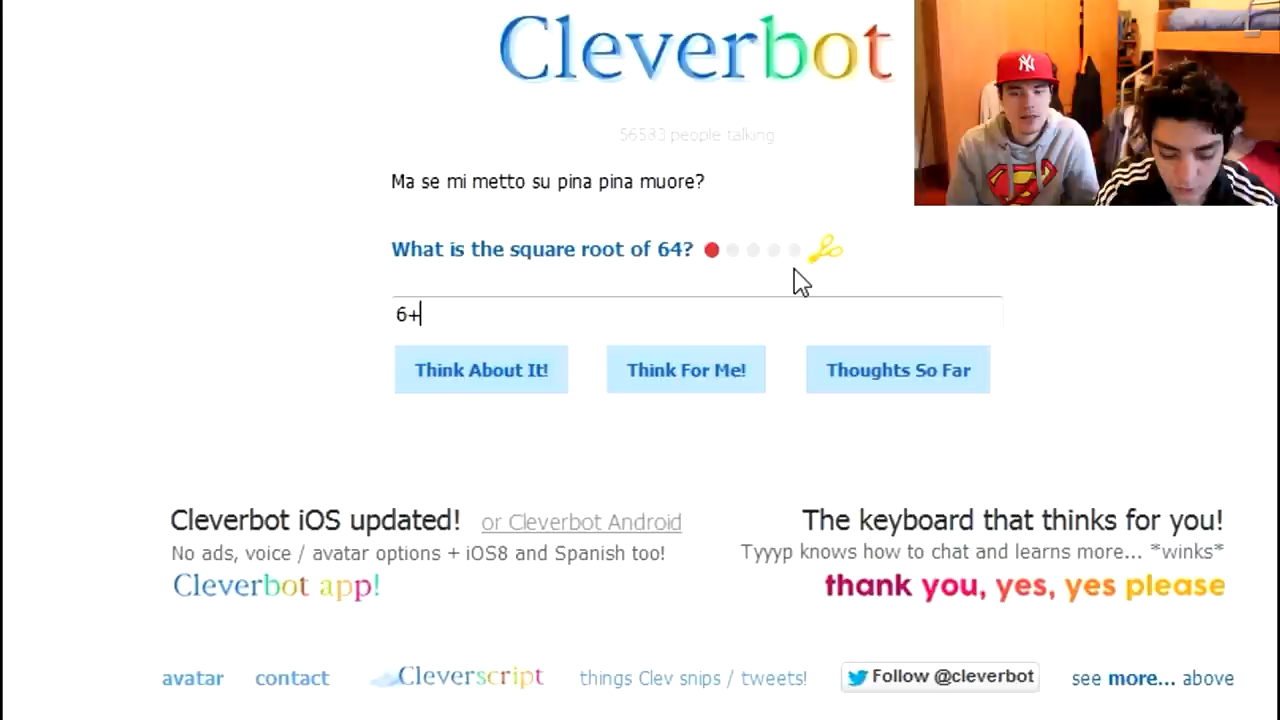 Cleverbot
56533 people talking
Ma se mi metto su pina pina muore?
What is the square root of 64?
6+
Think About It!
Think For Me!
Thoughts So Far
Cleverbot iOS updated! or Cleverbot Android
No ads, voice / avatar options + iOS8 and Spanish too!
Cleverbot app!
The keyboard that thinks for you!
Tyyyp knows how to chat and learns more... *winks*
thank you, yes, yes please
avatar contact Cleverscript things Clev snips / tweets! Follow @cleverbot see more... above